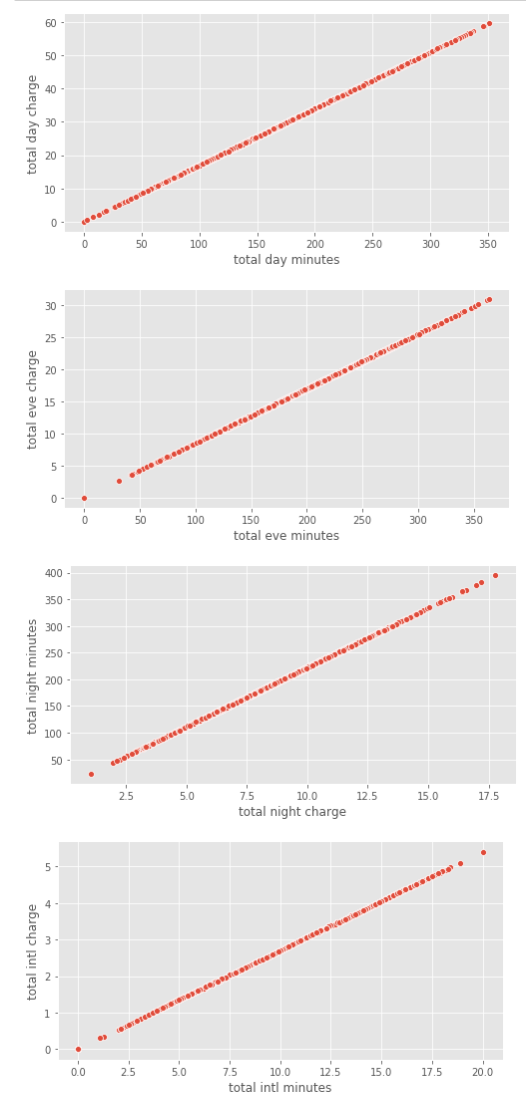 60
50
40
30
20
10
0
total day charge
0 50 100 150 200 250 300 350
total day minutes
30
25
20
15
10
5
0
total eve charge
0 50 100 150 200 250 300 350
total eve minutes
400
350
300
250
200
150
100
50
total night minutes
2.5 5.0 7.5 10.0 12.5 15.0 17.5
total night charge
5
4
3
2
1
0
total intl charge
0.0 2.5 5.0 7.5 10.0 12.5 15.0 17.5 20.0
total intl minutes